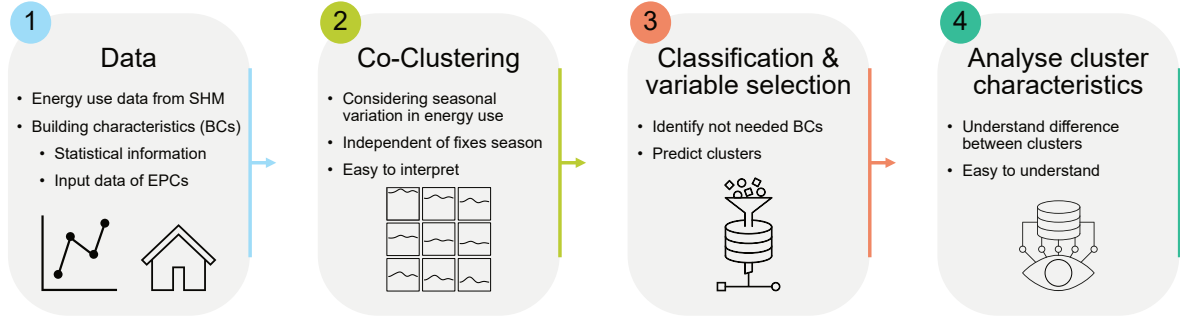 1
Data
• Energy use data from SHM
• Building characteristics (BCs)
• Statistical information
• Input data of EPCs
2
Co-Clustering
• Considering seasonal
variation in energy use
• Independent of fixes season
• Easy to interpret
3
Classification &
variable selection
• Identify not needed BCs
• Predict clusters
4
Analyse cluster
characteristics
• Understand difference
between clusters
• Easy to understand